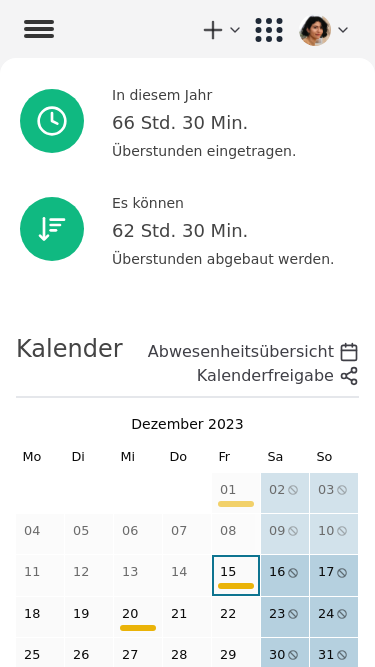 In diesem Jahr
66 Std. 30 Min.
Überstunden eingetragen.
Es können
62 Std. 30 Min.
Überstunden abgebaut werden.
Kalender
Abwesenheitsübersicht
Kalenderfreigabe
Dezember 2023
Mo Di Mi Do Fr Sa So
01 02 03
04 05 06 07 08 09 10
11 12 13 14 15 16 17
18 19 20 21 22 23 24
25 26 27 28 29 30 31